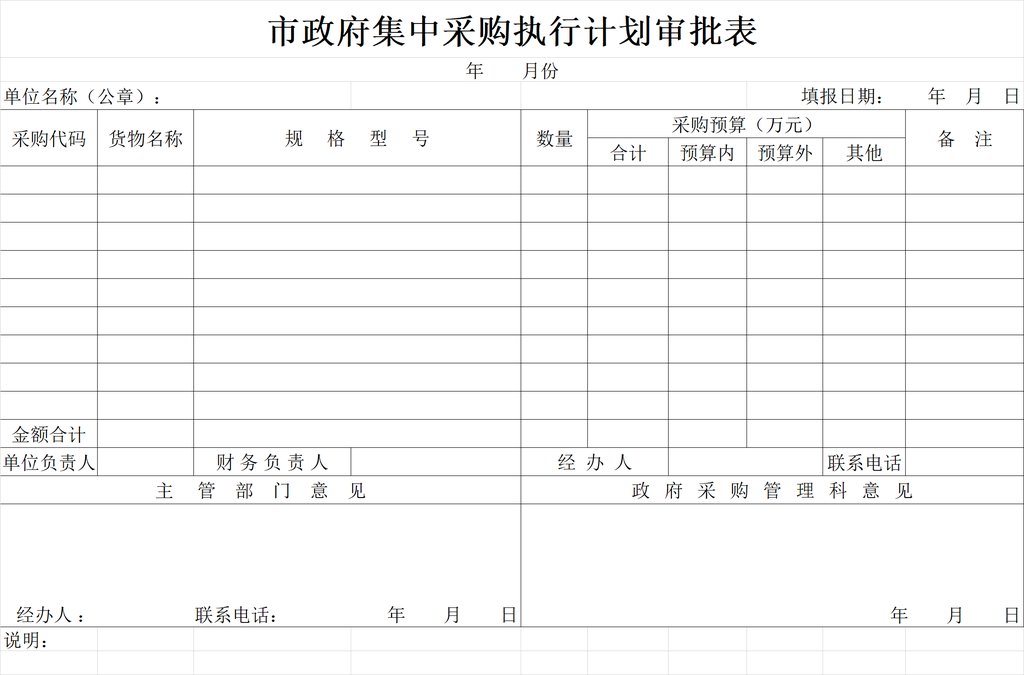 市政府集中采购执行计划审批表
年 月份
单位名称（公章）： 填报日期： 年 月 日
采购代码 货物名称 规 格 型 号 数量 采购预算（万元） 备 注
合计 预算内 预算外 其他
金额合计
单位负责人 财务负责人 经办人 联系电话
主 管 部 门 意 见 政 府 采 购 管 理 科 意 见
经办人： 联系电话： 年 月 日 年 月 日
说明：